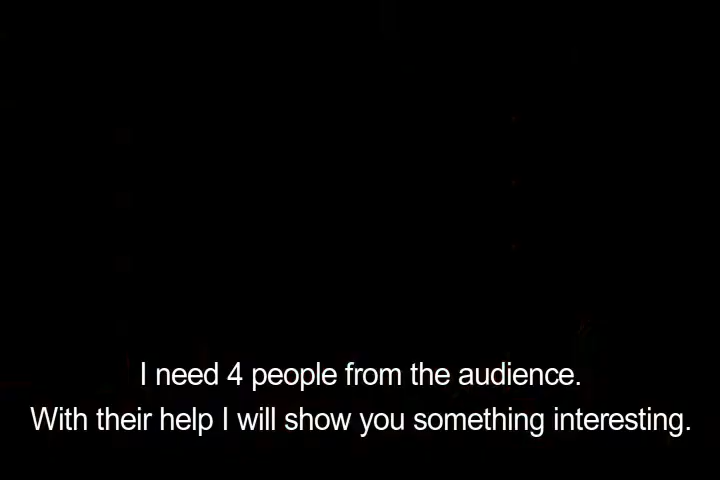 I need 4 people from the audience.
With their help I will show you something interesting.